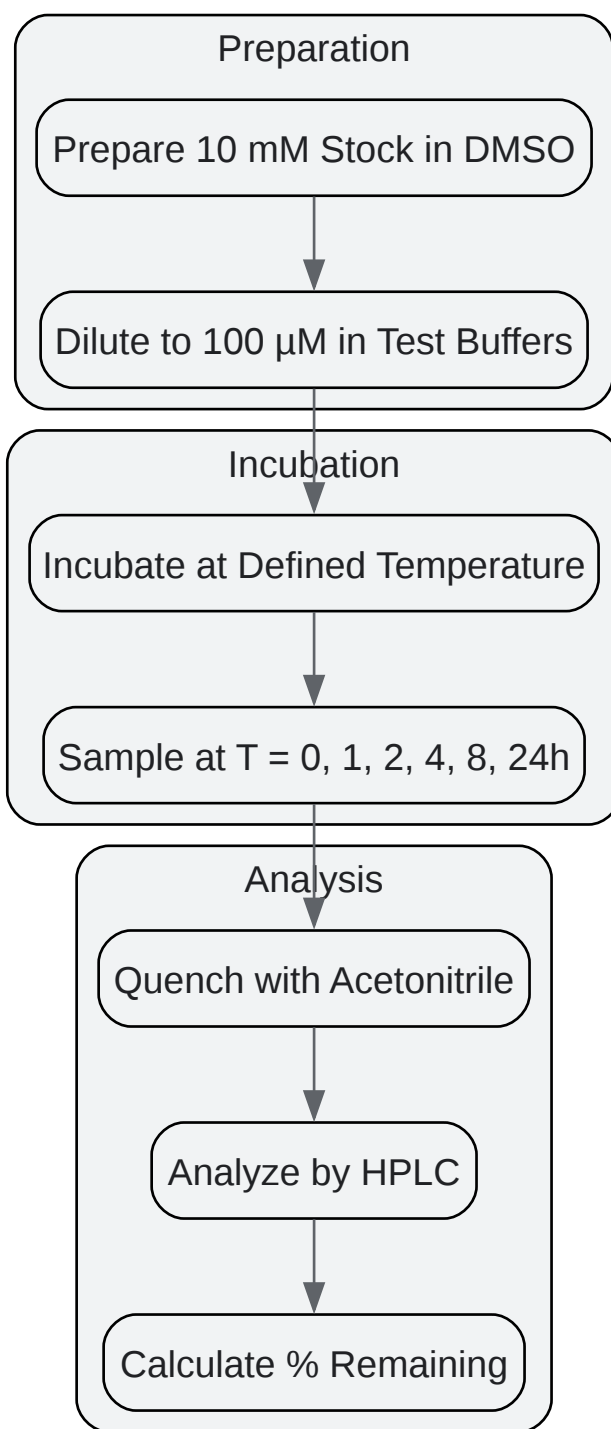 Preparation
Prepare 10 mM Stock in DMSO
Dilute to 100 µM in Test Buffers
Incubation
Incubate at Defined Temperature
Sample at T = 0, 1, 2, 4, 8, 24h
Analysis
Quench with Acetonitrile
Analyze by HPLC
Calculate % Remaining